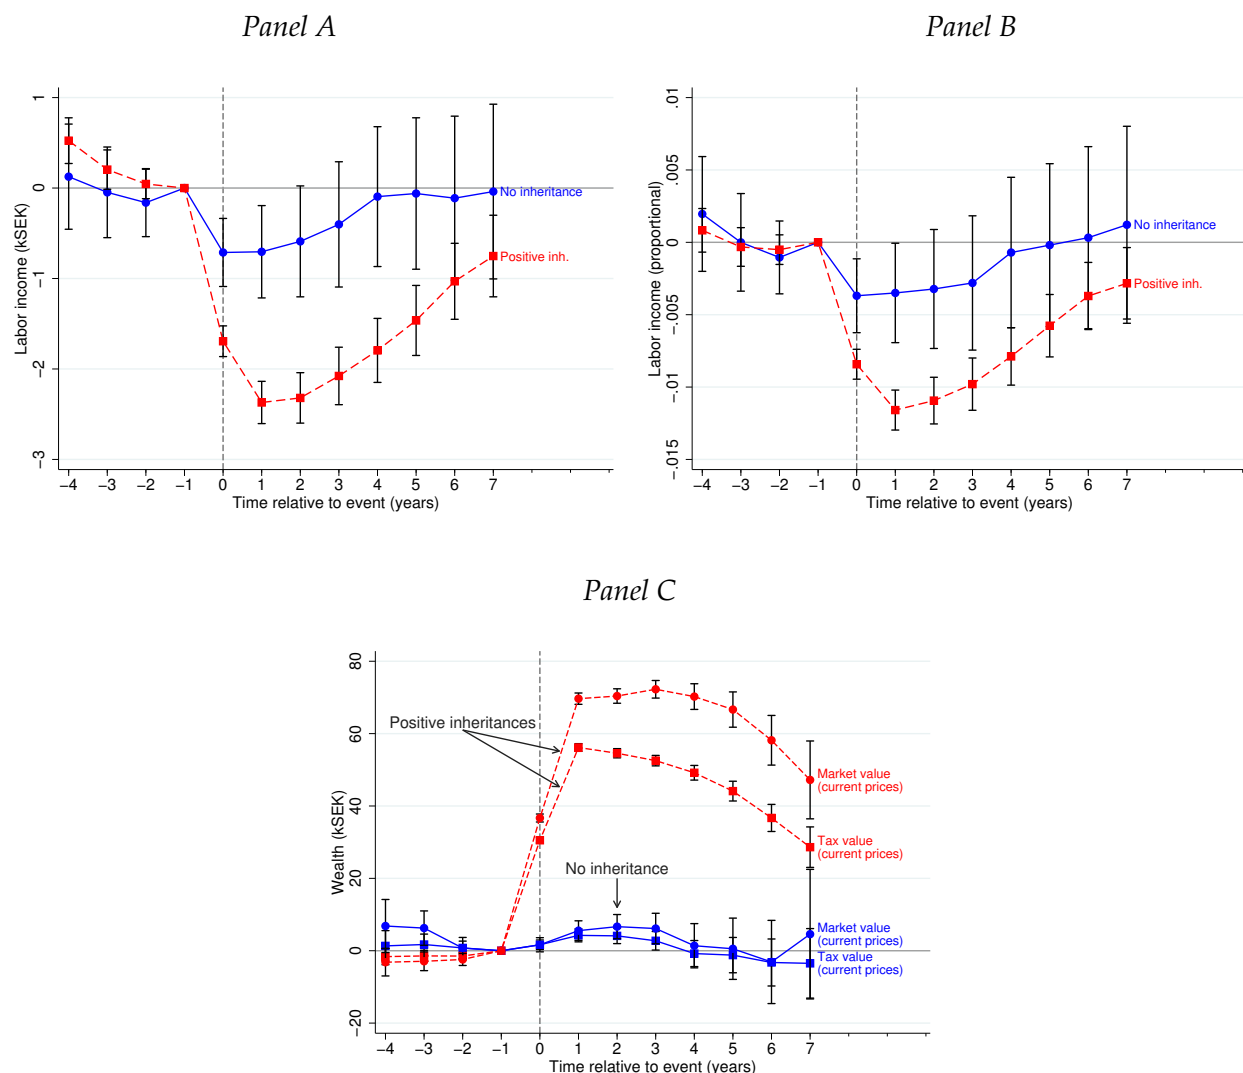 Panel A
Panel B
Labor income (kSEK)
1
0
−1
−2
−3
No inheritance
Positive inh.
−4 −3 −2 −1 0 1 2 3 4 5 6 7
Time relative to event (years)
Labor income (proportional)
.01
.005
0
−.005
−.01
−.015
No inheritance
Positive inh.
−4 −3 −2 −1 0 1 2 3 4 5 6 7
Time relative to event (years)
Panel C
Wealth (kSEK)
80
60
40
20
0
−20
Positive inheritances
No inheritance
Market value
(current prices)
Tax value
(current prices)
Market value
(current prices)
Tax value
(current prices)
−4 −3 −2 −1 0 1 2 3 4 5 6 7
Time relative to event (years)